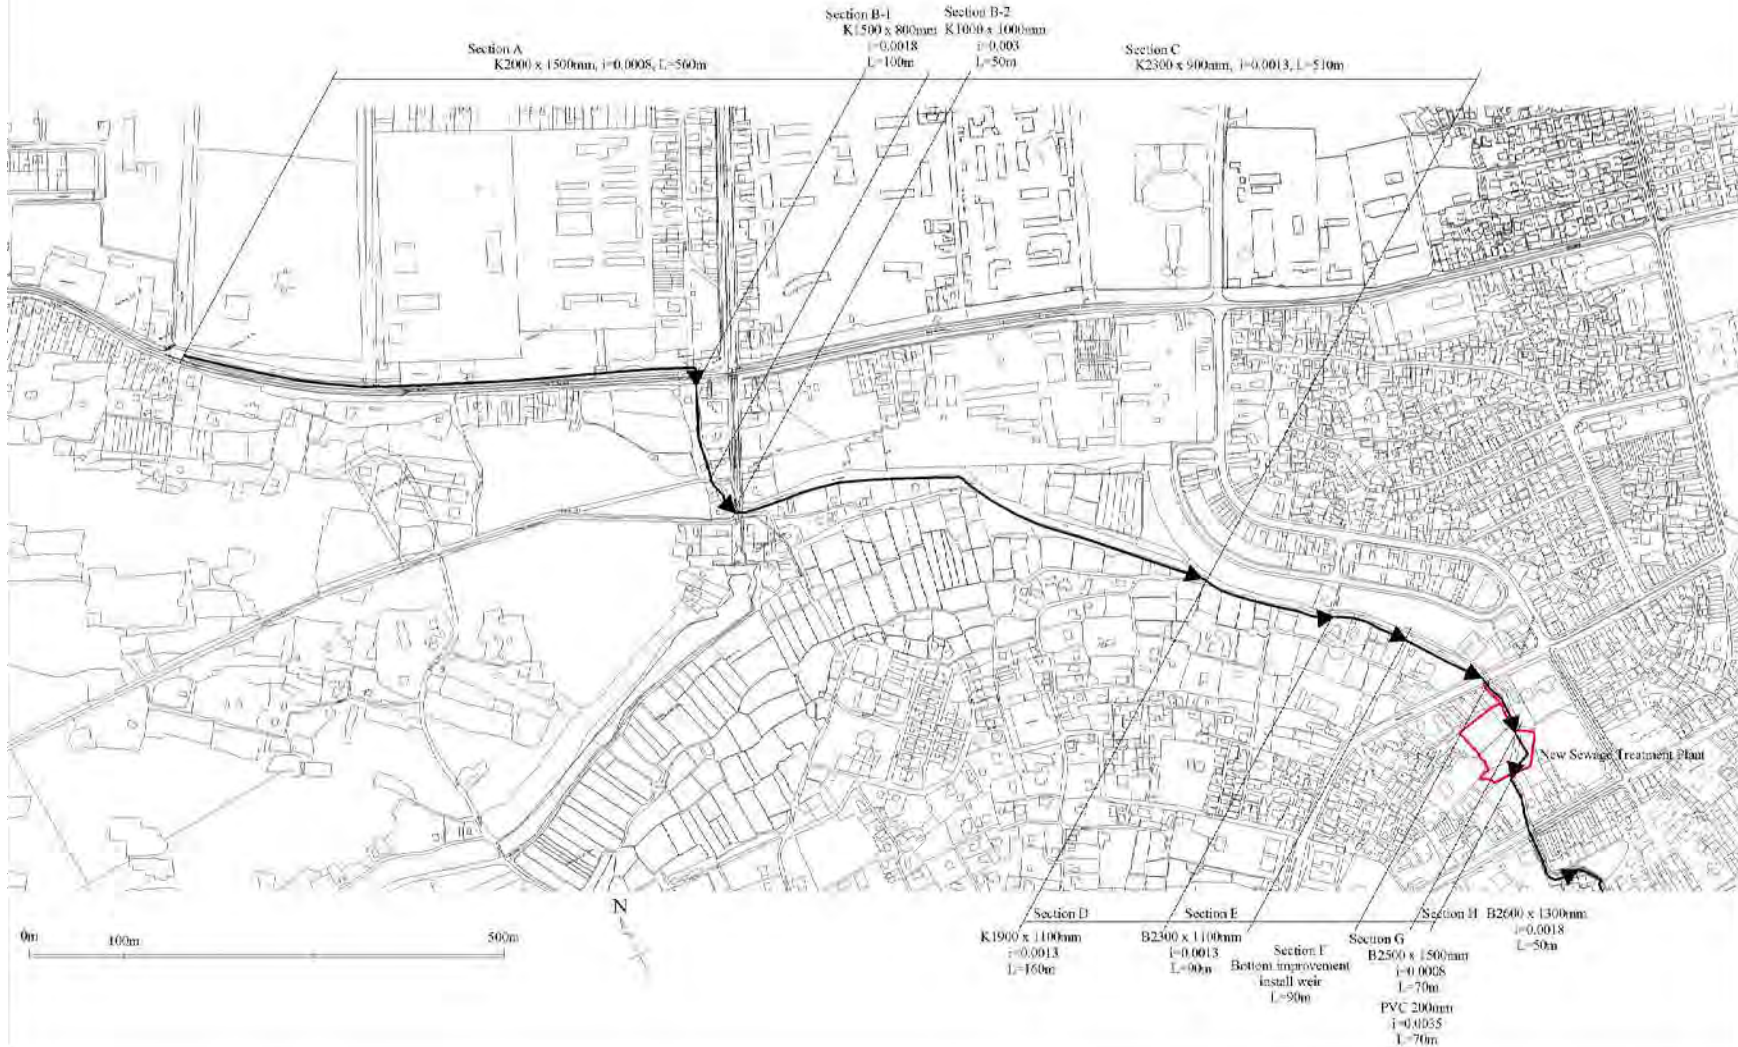 Section A
K2000 x 1500mm, i=0.0008, L=560m
Section B-1
K1500 x 800mm
i=0.0018
L=100m
Section B-2
K1000 x 1000mm
i=0.003
L=50m
Section C
K2300 x 900mm, i=0.0013, L=510m
New Sewage Treatment Plant
N
0m
100m
500m
Section D
K1900 x 1100mm
i=0.0013
L=160m
Section E
B2300 x 1100mm
i=0.0013
L=90m
Section F
Bottom improvement
install weir
L=90m
Section G
B2500 x 1500mm
i=0.0008
L=70m
PVC 200mm
i=0.0035
L=70m
Section H B2600 x 1300mm
i=0.0018
L=50m